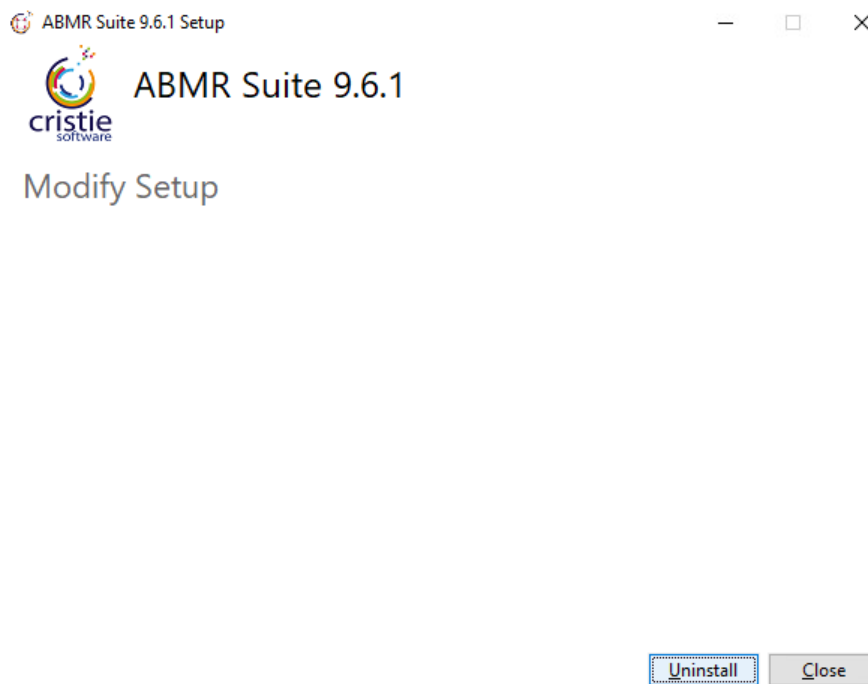 ABMR Suite 9.6.1 Setup
ABMR Suite 9.6.1
cristie
software
Modify Setup
Uninstall
Close